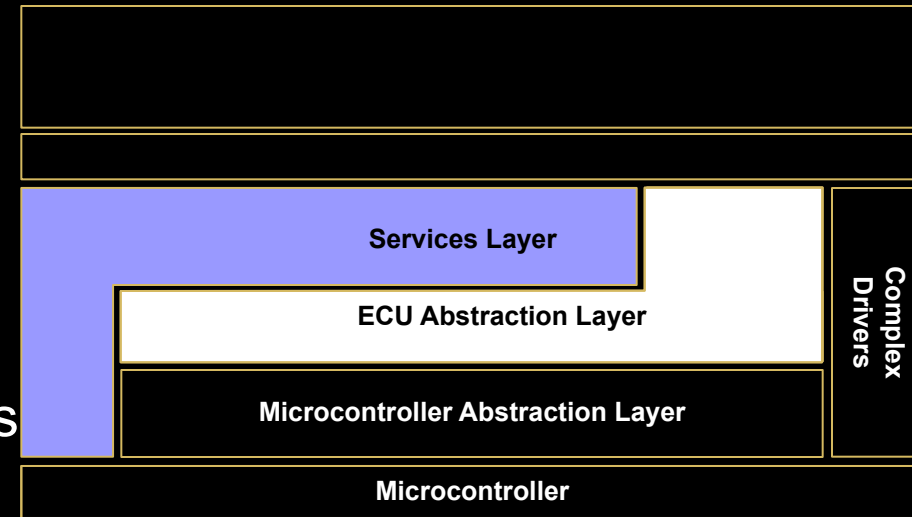 Services Layer
ECU Abstraction Layer
Complex
Drivers
Microcontroller Abstraction Layer
s
Microcontroller